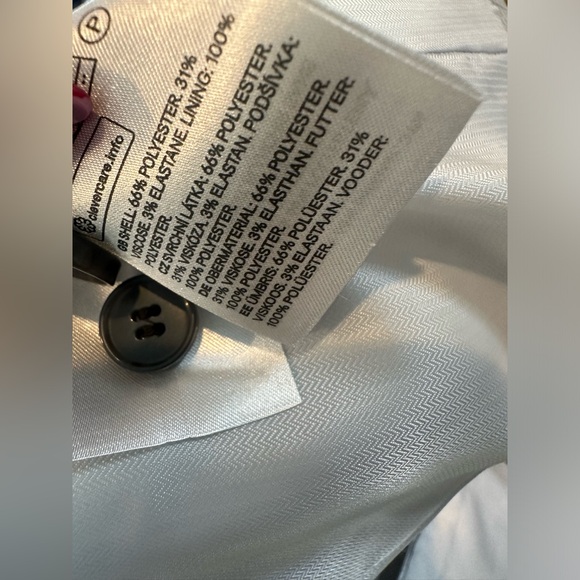 P
clevercare.info
GB SHELL: 66% POLYESTER. 31%
VISCOSE. 3% ELASTANE. LINING: 100%
POLYESTER.
CZ SVRCHNÍ LÁTKA: 66% POLYESTER.
31% VISKÓZA. 3% ELASTAN. PODŠÍVKA:
100% POLYESTER.
DE OBERMATERIAL: 66% POLYESTER.
31% VISKOSE. 3% ELASTHAN. FUTTER:
100% POLYESTER.
EE ÜMBRIS: 66% POLÜESTER. 31%
VISKOOS. 3% ELASTAAN. VOODER:
100% POLÜESTER.